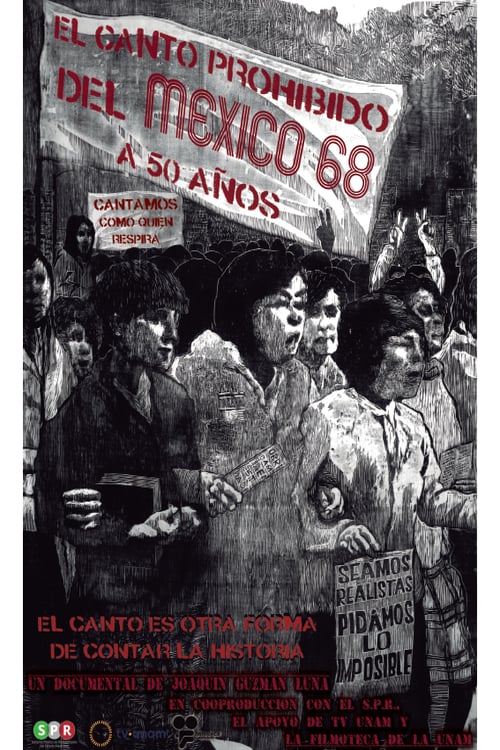 EL CANTO PROHIBIDO
DEL MEXICO 68
A 50 AÑOS
CANTAMOS
COMO QUIEN
RESPIRA
SEAMOS
REALISTAS
PIDAMOS
LO
IMPOSIBLE
EL CANTO ES OTRA FORMA
DE CONTAR LA HISTORIA
UN DOCUMENTAL DE JOAQUIN GUZMAN LUNA
EN COOPRODUCCION CON EL S.P.R.,
EL APOYO DE TV UNAM Y
LA FILMOTECA DE LA UNAM
SPR
tv·unam